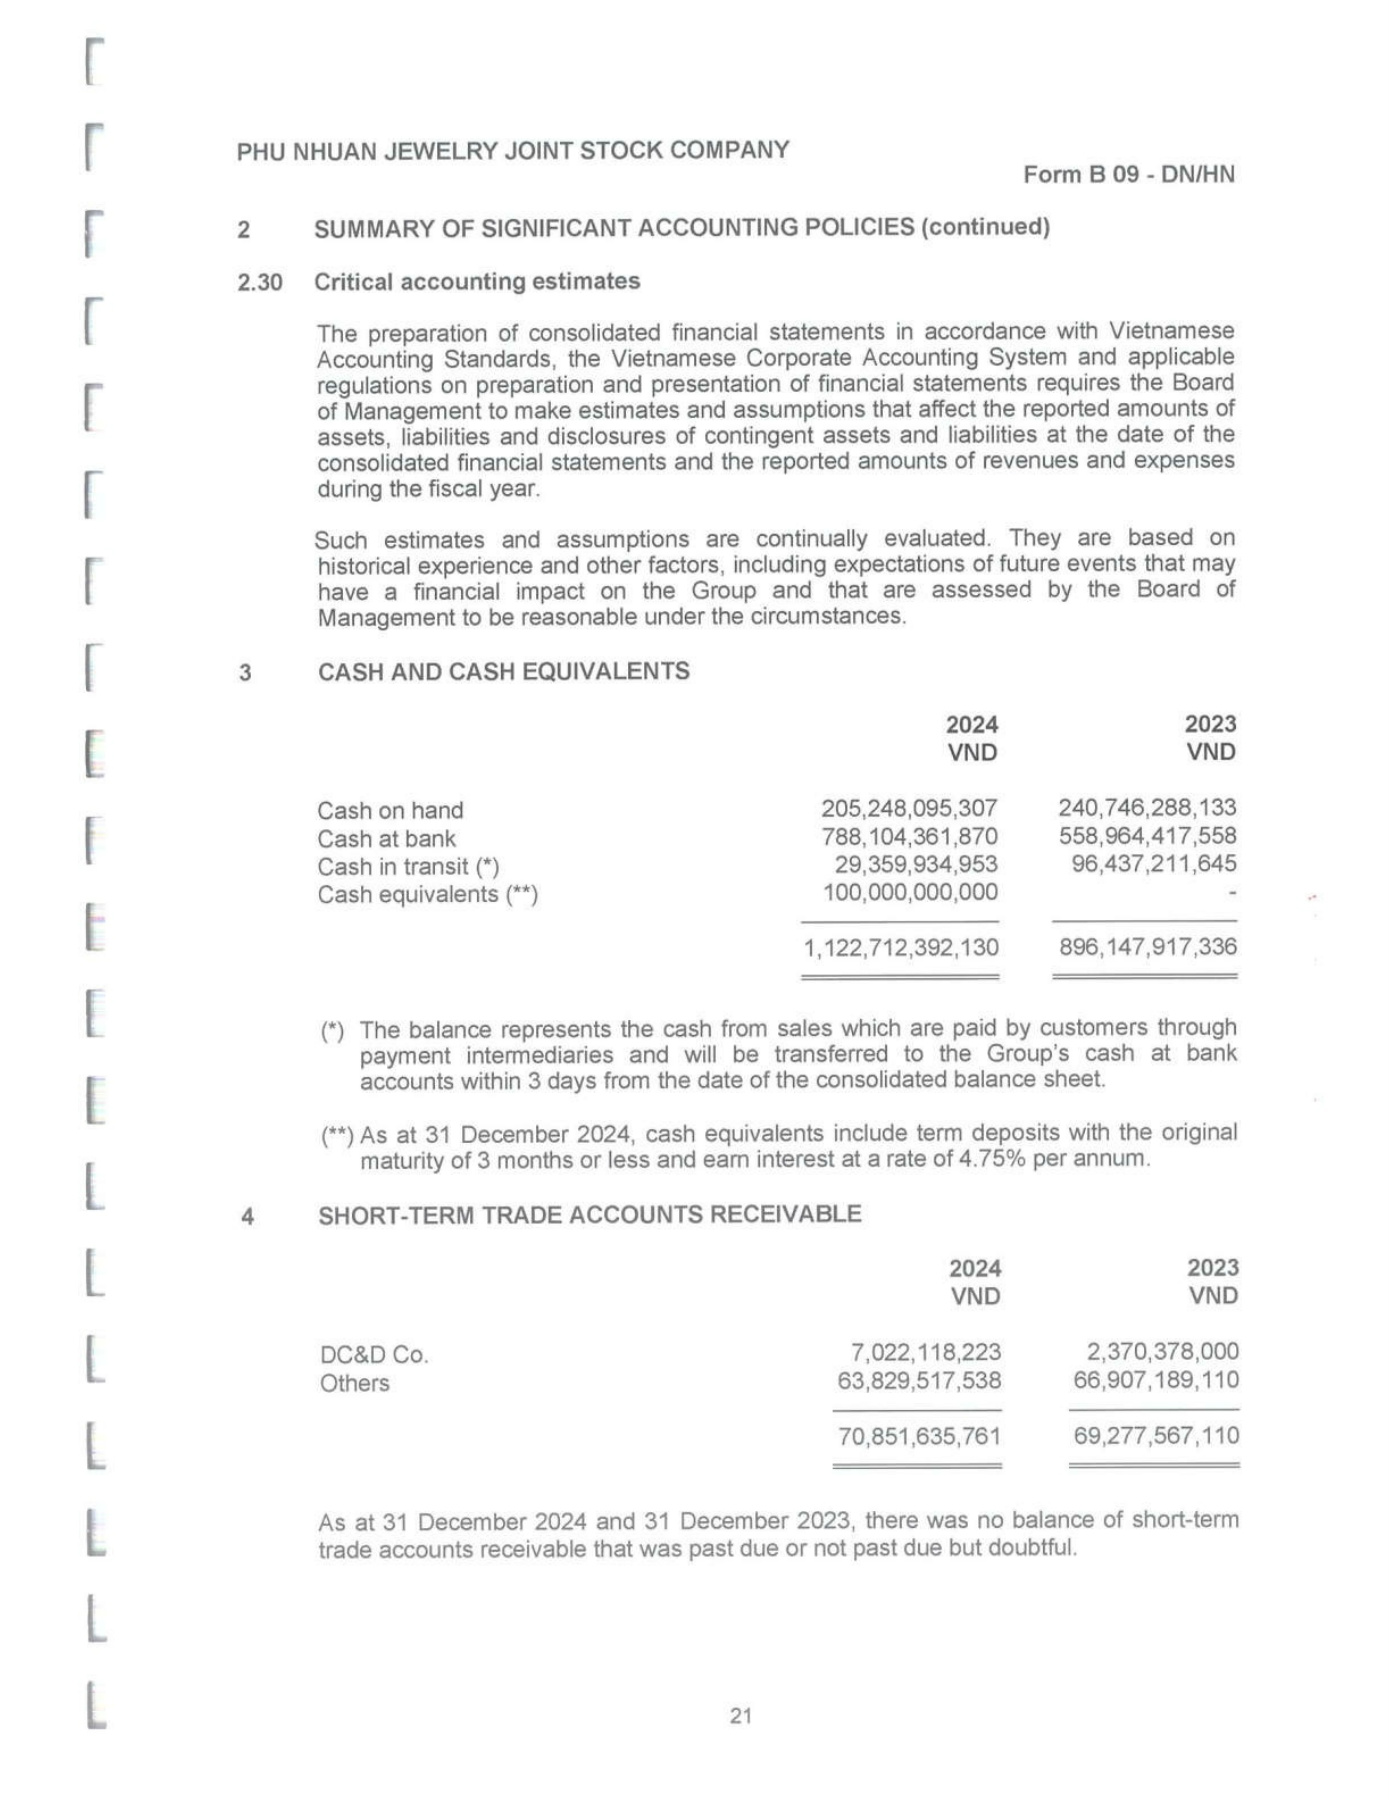 PHU NHUAN JEWELRY JOINT STOCK COMPANY
Form B 09 - DN/HN
2 SUMMARY OF SIGNIFICANT ACCOUNTING POLICIES (continued)
2.30 Critical accounting estimates
The preparation of consolidated financial statements in accordance with Vietnamese
Accounting Standards, the Vietnamese Corporate Accounting System and applicable
regulations on preparation and presentation of financial statements requires the Board
of Management to make estimates and assumptions that affect the reported amounts of
assets, liabilities and disclosures of contingent assets and liabilities at the date of the
consolidated financial statements and the reported amounts of revenues and expenses
during the fiscal year.
Such estimates and assumptions are continually evaluated. They are based on
historical experience and other factors, including expectations of future events that may
have a financial impact on the Group and that are assessed by the Board of
Management to be reasonable under the circumstances.
3 CASH AND CASH EQUIVALENTS
2024 2023
VND VND
Cash on hand 205,248,095,307 240,746,288,133
Cash at bank 788,104,361,870 558,964,417,558
Cash in transit (*) 29,359,934,953 96,437,211,645
Cash equivalents (**) 100,000,000,000 -
1,122,712,392,130 896,147,917,336
(*) The balance represents the cash from sales which are paid by customers through
payment intermediaries and will be transferred to the Group's cash at bank
accounts within 3 days from the date of the consolidated balance sheet.
(**) As at 31 December 2024, cash equivalents include term deposits with the original
maturity of 3 months or less and earn interest at a rate of 4.75% per annum.
4 SHORT-TERM TRADE ACCOUNTS RECEIVABLE
2024 2023
VND VND
DC&D Co. 7,022,118,223 2,370,378,000
Others 63,829,517,538 66,907,189,110
70,851,635,761 69,277,567,110
As at 31 December 2024 and 31 December 2023, there was no balance of short-term
trade accounts receivable that was past due or not past due but doubtful.
21